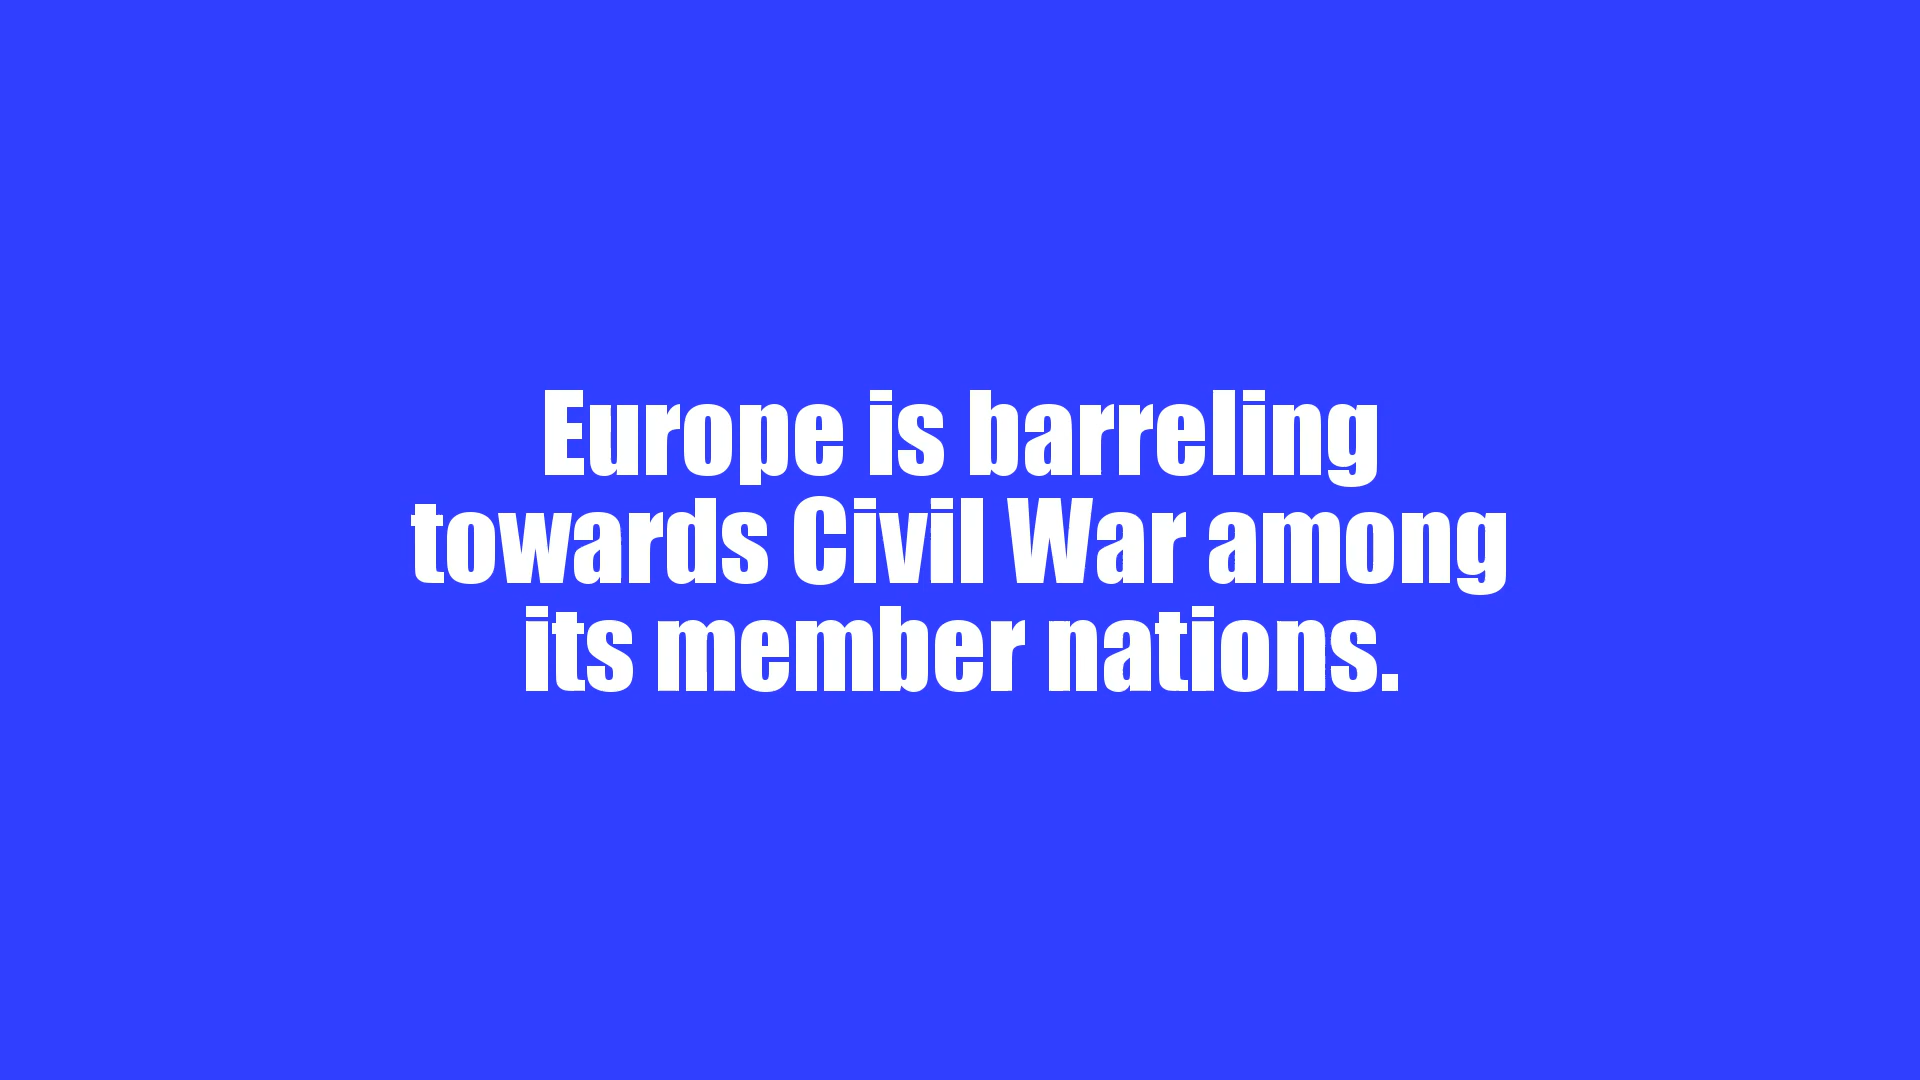 Europe is barreling
towards Civil War among
its member nations.